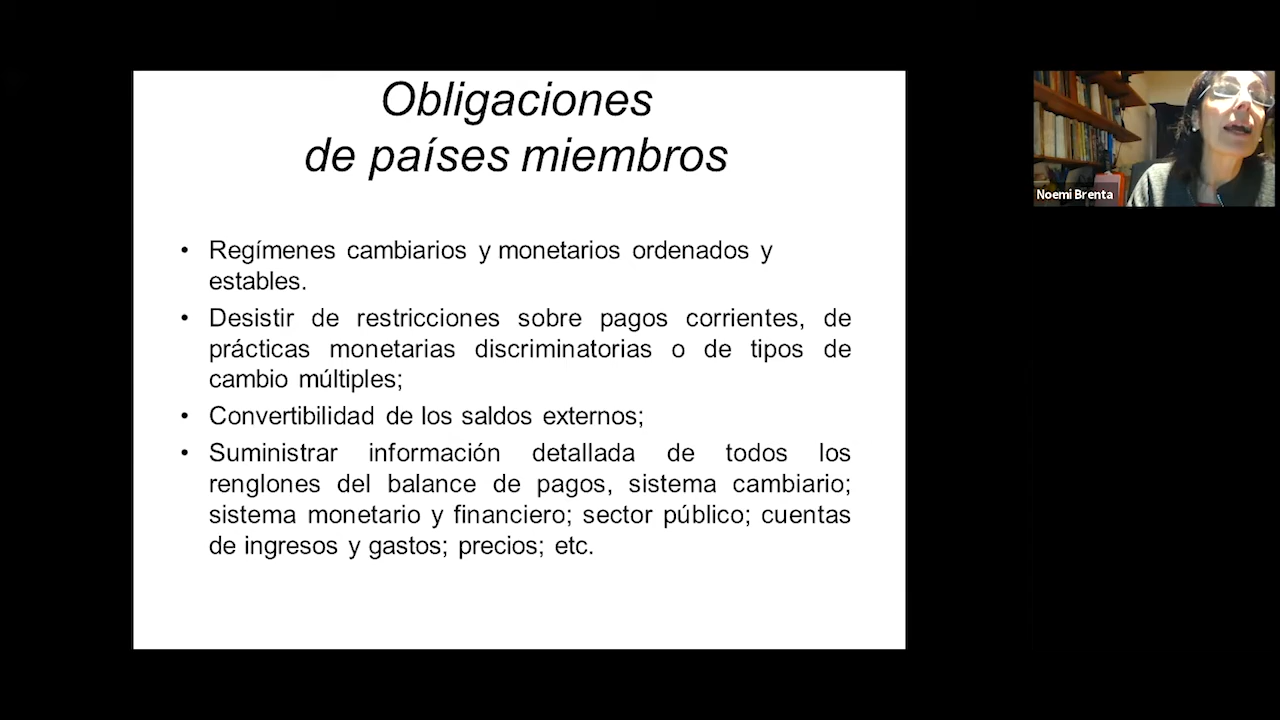 Obligaciones
de países miembros
• Regímenes cambiarios y monetarios ordenados y
estables.
• Desistir de restricciones sobre pagos corrientes, de
prácticas monetarias discriminatorias o de tipos de
cambio múltiples;
• Convertibilidad de los saldos externos;
• Suministrar información detallada de todos los
renglones del balance de pagos, sistema cambiario;
sistema monetario y financiero; sector público; cuentas
de ingresos y gastos; precios; etc.
Noemi Brenta